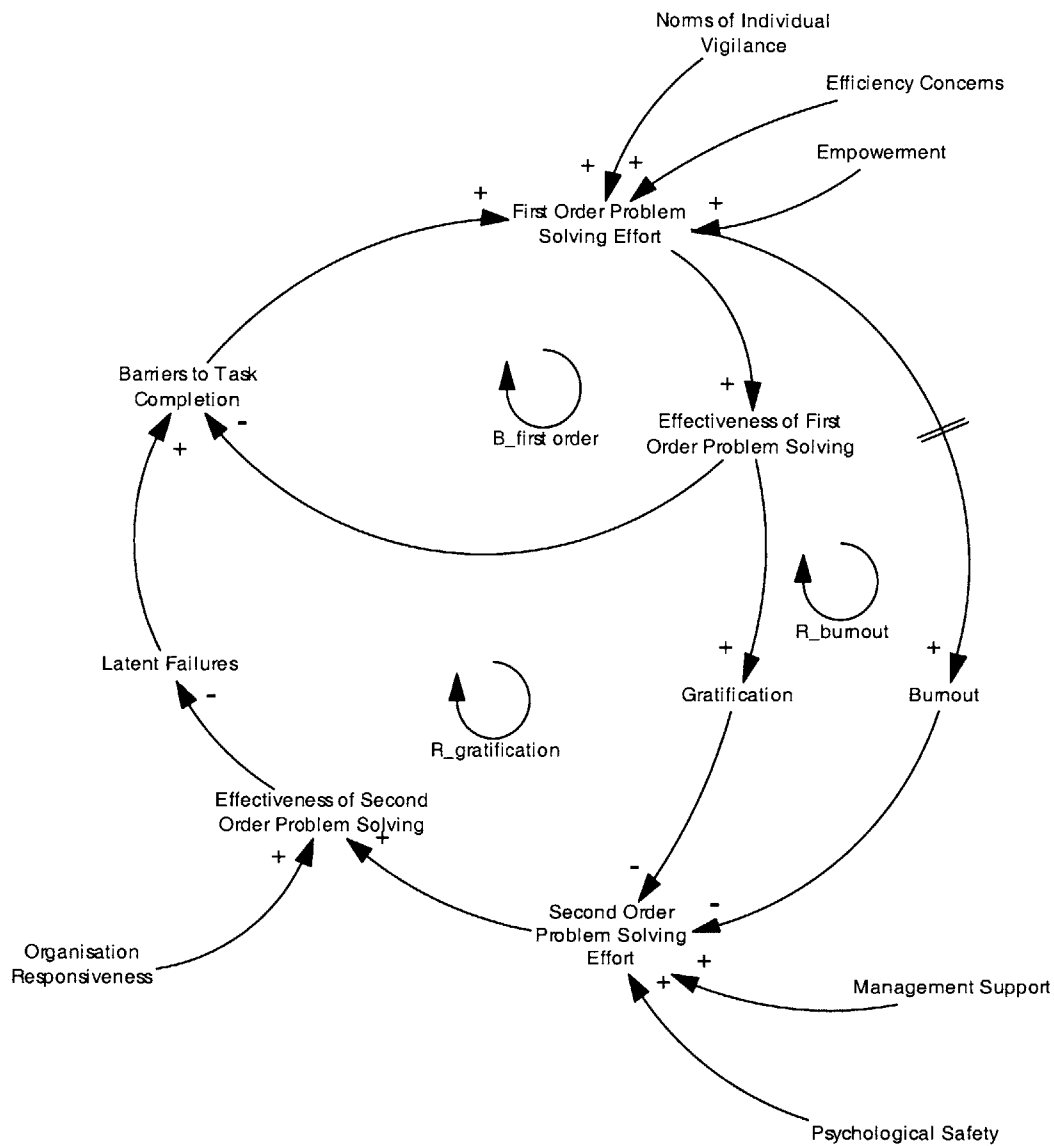 Norms of Individual
Vigilance
Efficiency Concerns
Empowerment
+
+
+
+
First Order Problem
Solving Effort
Barriers to Task
Completion
-
+
B_first order
+
Effectiveness of First
Order Problem Solving
R_burnout
Latent Failures
-
R_gratification
+
Gratification
+
Burnout
Effectiveness of Second
Order Problem Solving
+
+
-
-
Second Order
Problem Solving
Effort
+
+
Organisation
Responsiveness
Management Support
Psychological Safety